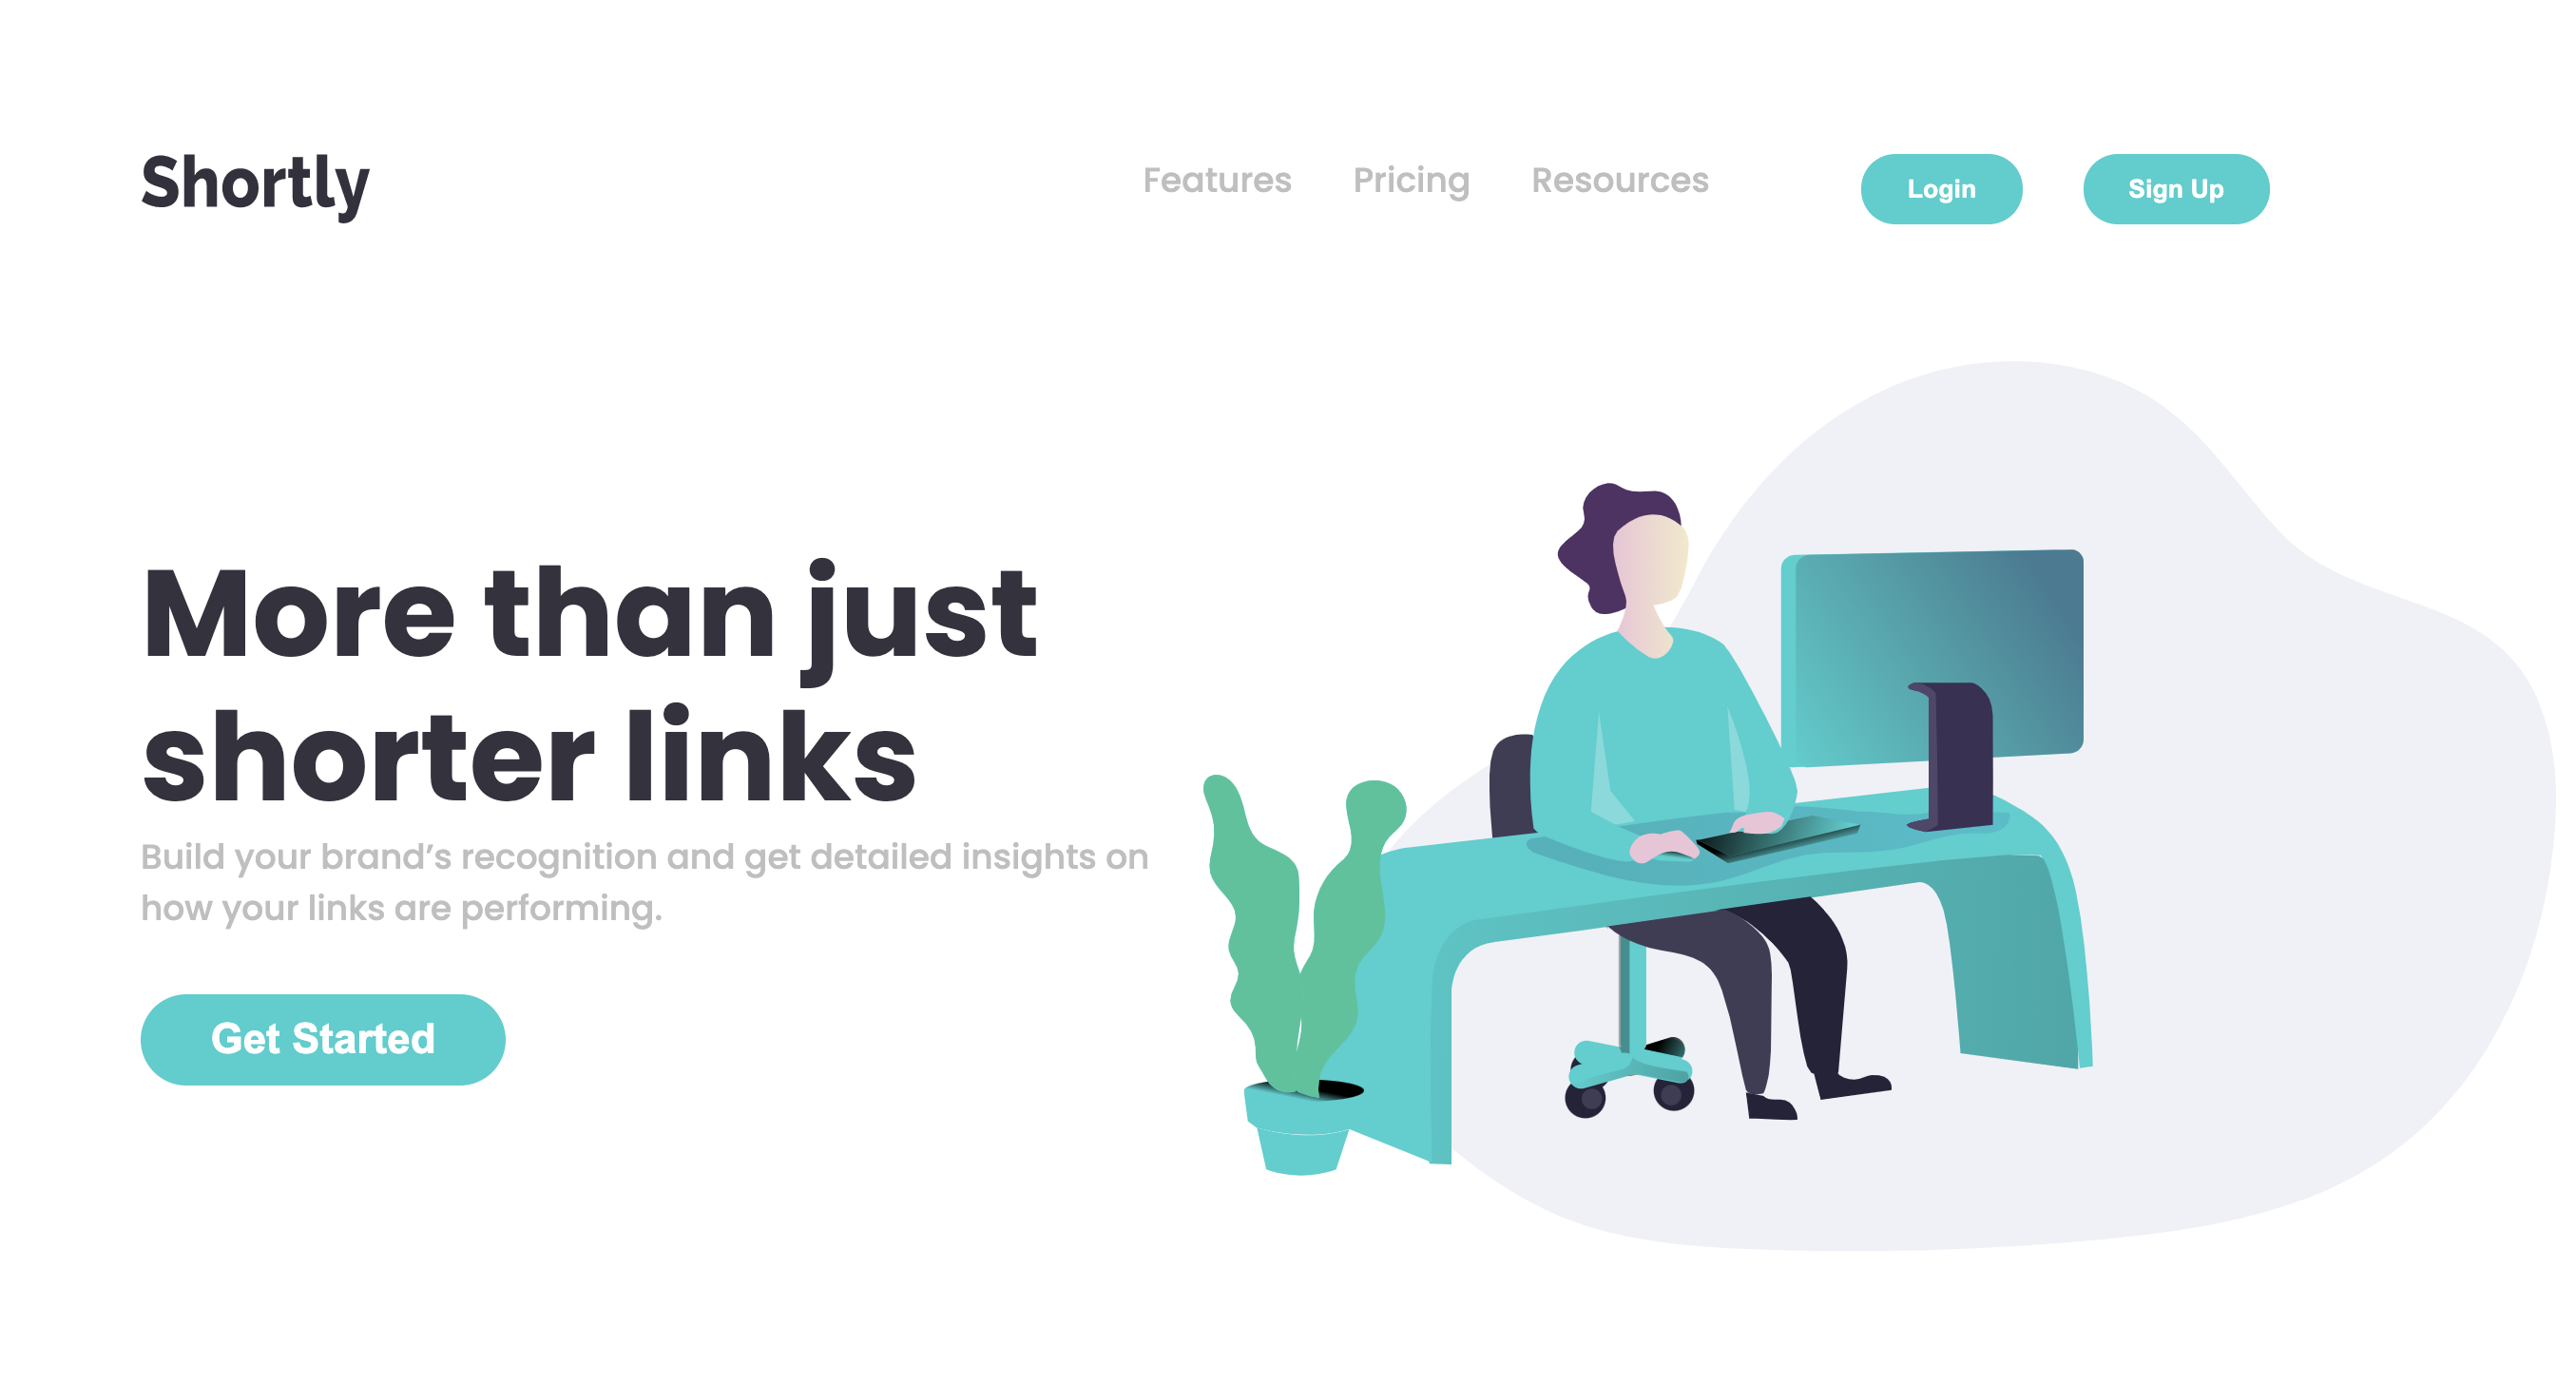 Shortly
Features Pricing Resources Login Sign Up
More than just
shorter links
Build your brand’s recognition and get detailed insights on
how your links are performing.
Get Started